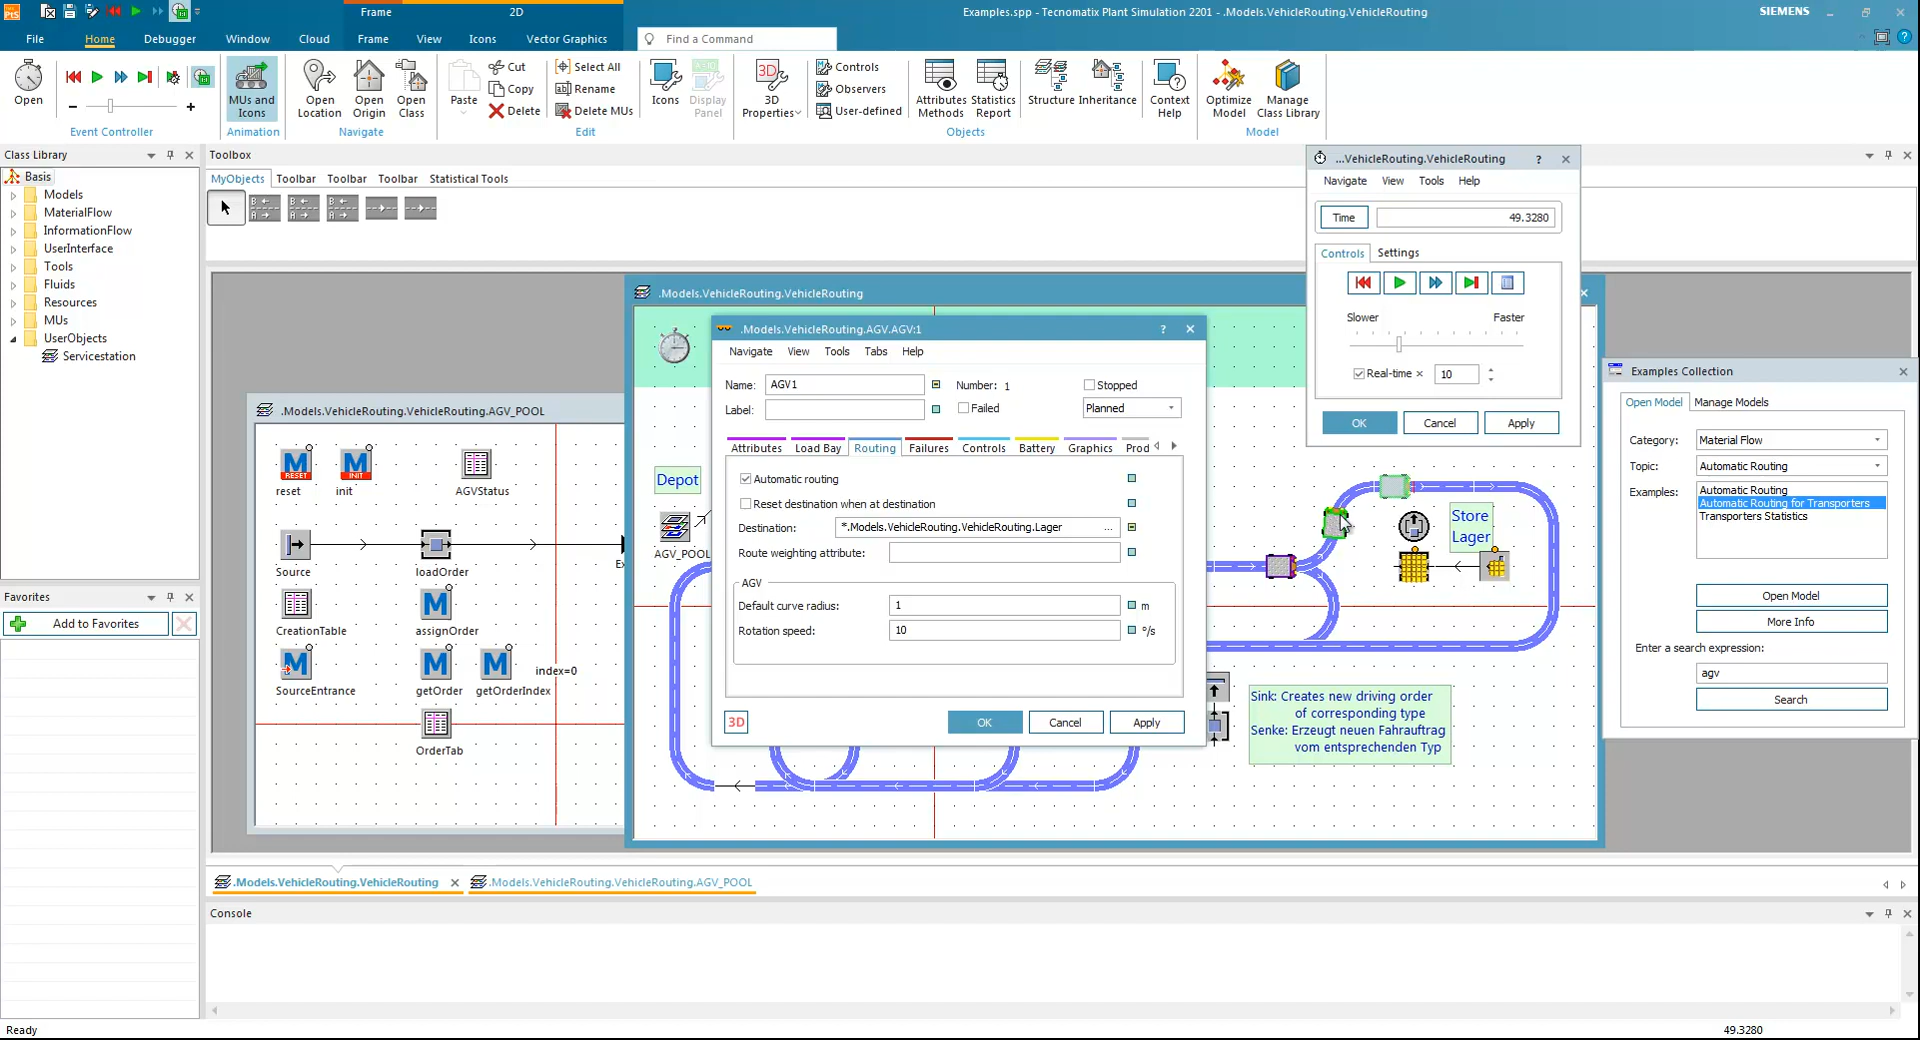 Frame 2D
Examples.spp - Tecnomatix Plant Simulation 2201 - .Models.VehicleRouting.VehicleRouting
SIEMENS
File Home Debugger Window Cloud Frame View Icons Vector Graphics Find a Command
Open
MUs and Icons
Open Location
Open Origin
Open Class
Paste
Cut
Copy
Delete
Select All
Rename
Delete MUs
Icons
Display Panel
3D Properties
Controls
Observers
User-defined
Attributes Methods
Statistics Report
Structure
Inheritance
Context Help
Optimize Model
Manage Class Library
Event Controller Animation Navigate Edit Objects Model
Class Library
Basis
Models
MaterialFlow
InformationFlow
UserInterface
Tools
Fluids
Resources
MUs
UserObjects
Servicestation
Favorites
Add to Favorites
Toolbox
MyObjects Toolbar Toolbar Toolbar Statistical Tools
.Models.VehicleRouting.VehicleRouting.AGV_POOL
RESET
INIT
reset init AGVStatus
Source loadOrder
CreationTable assignOrder
SourceEntrance getOrder getOrderIndex index=0
OrderTab
.Models.VehicleRouting.VehicleRouting
Depot
AGV_POOL
.Models.VehicleRouting.AGV.AGV:1
Navigate View Tools Tabs Help
Name: AGV1 Number: 1 Stopped
Label: Failed Planned
Attributes Load Bay Routing Failures Controls Battery Graphics Prod
Automatic routing
Reset destination when at destination
Destination: *.Models.VehicleRouting.VehicleRouting.Lager ...
Route weighting attribute:
AGV
Default curve radius: 1 m
Rotation speed: 10 °/s
3D OK Cancel Apply
Store
Lager
Sink: Creates new driving order
of corresponding type
Senke: Erzeugt neuen Fahrauftrag
vom entsprechenden Typ
...VehicleRouting.VehicleRouting
Navigate View Tools Help
Time 49.3280
Controls Settings
Slower Faster
Real-time × 10
OK Cancel Apply
Examples Collection
Open Model Manage Models
Category: Material Flow
Topic: Automatic Routing
Examples: Automatic Routing
Automatic Routing for Transporters
Transporters Statistics
Open Model
More Info
Enter a search expression:
agv
Search
.Models.VehicleRouting.VehicleRouting .Models.VehicleRouting.VehicleRouting.AGV_POOL
Console
Ready 49.3280